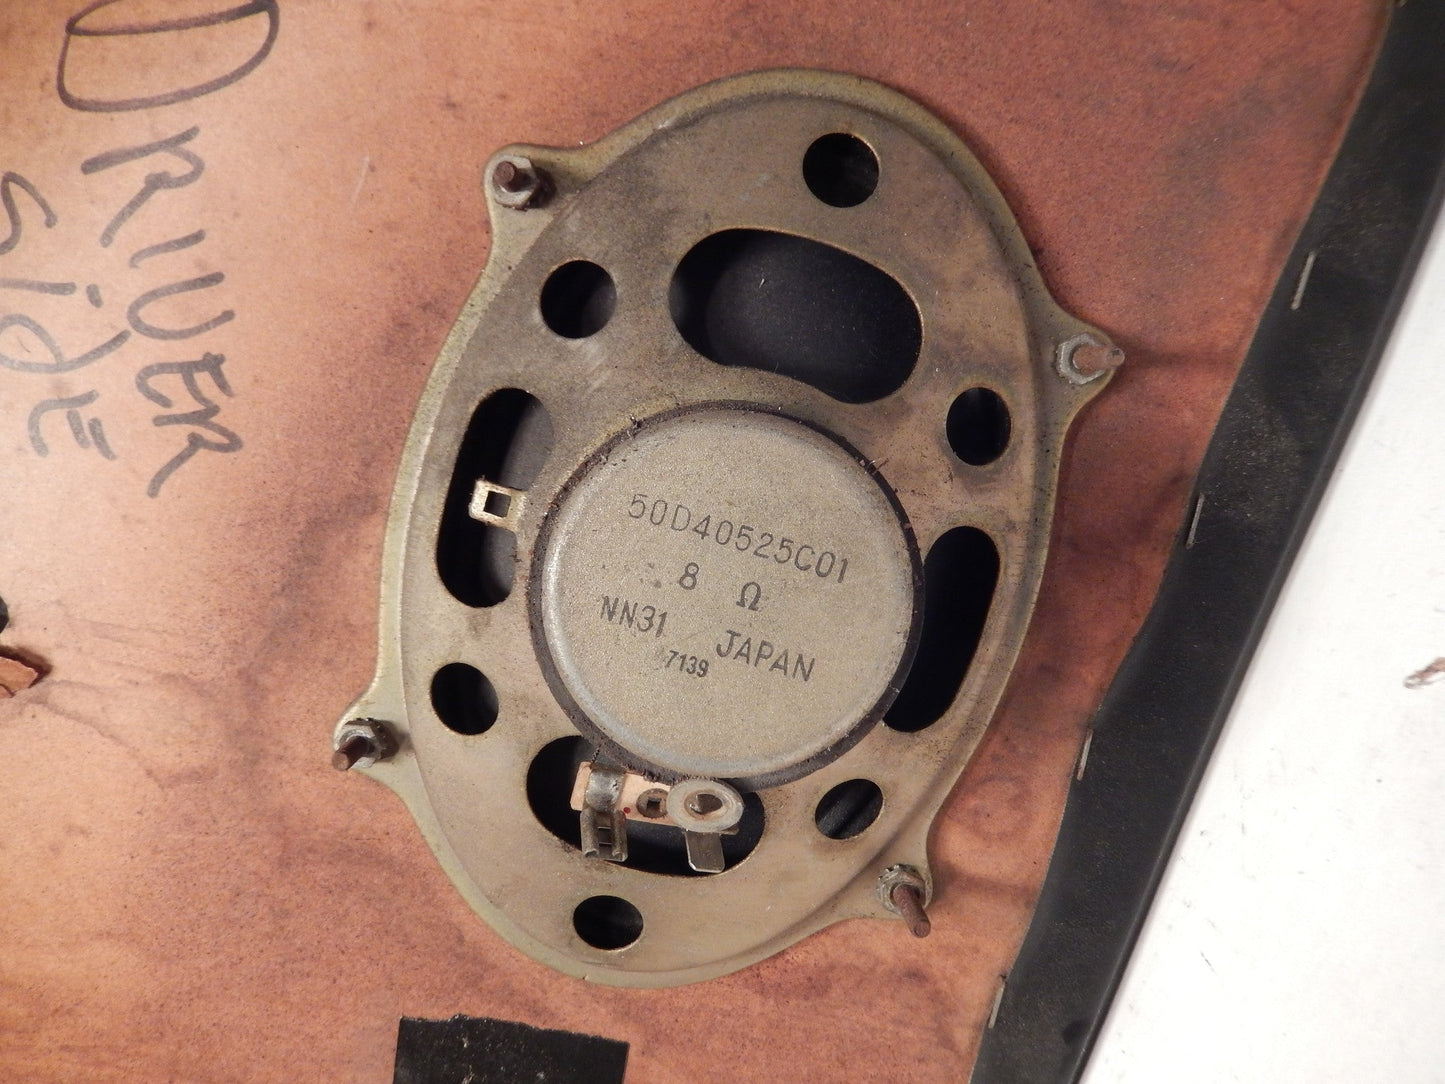 DRIVER
SidE
50D40525C01
8 Ω
NN31 JAPAN
7139